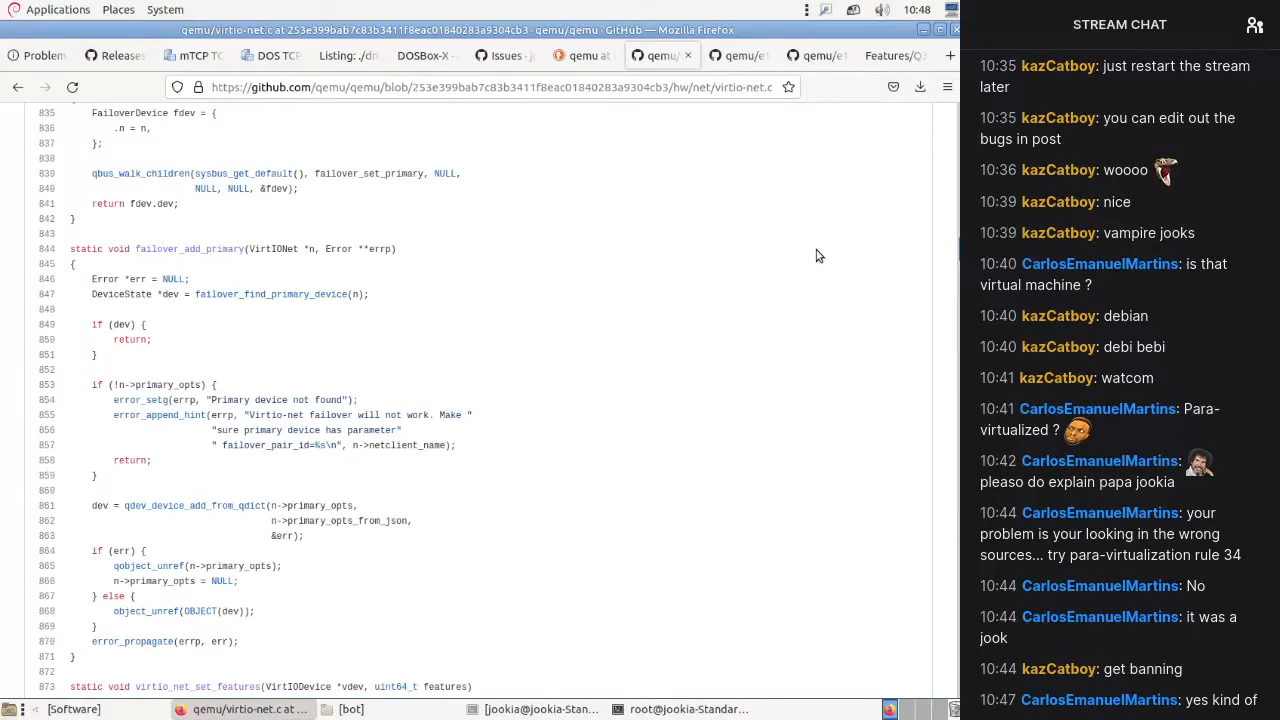 Applications Places System 10:48
qemu/virtio-net.c at 253e399bab7c83b3411f8eac01840283a9304cb3 · qemu/qemu · GitHub — Mozilla Firefox
Problem Releases mTCP TC DOS TCP Listing: ./dr DOSBox-X - Issues · j qemu at qemu/ qemu/e qemu/e1 Features/Q3
https://github.com/qemu/qemu/blob/253e399bab7c83b3411f8eac01840283a9304cb3/hw/net/virtio-net.c
835 FailoverDevice fdev = {
836 .n = n,
837 };
838
839 qbus_walk_children(sysbus_get_default(), failover_set_primary, NULL,
840 NULL, NULL, &fdev);
841 return fdev.dev;
842 }
843
844 static void failover_add_primary(VirtIONet *n, Error **errp)
845 {
846 Error *err = NULL;
847 DeviceState *dev = failover_find_primary_device(n);
848
849 if (dev) {
850 return;
851 }
852
853 if (!n->primary_opts) {
854 error_setg(errp, "Primary device not found");
855 error_append_hint(errp, "Virtio-net failover will not work. Make "
856 "sure primary device has parameter"
857 " failover_pair_id=%s\n", n->netclient_name);
858 return;
859 }
860
861 dev = qdev_device_add_from_qdict(n->primary_opts,
862 n->primary_opts_from_json,
863 &err);
864 if (err) {
865 qobject_unref(n->primary_opts);
866 n->primary_opts = NULL;
867 } else {
868 object_unref(OBJECT(dev));
869 }
870 error_propagate(errp, err);
871 }
872
873 static void virtio_net_set_features(VirtIODevice *vdev, uint64_t features)
[Software] qemu/virtio-net.c at ... [bot] [jookia@jookia-Stan... root@jookia-Standar...
STREAM CHAT
10:35 kazCatboy: just restart the stream
later
10:35 kazCatboy: you can edit out the
bugs in post
10:36 kazCatboy: woooo
10:39 kazCatboy: nice
10:39 kazCatboy: vampire jooks
10:40 CarlosEmanuelMartins: is that
virtual machine ?
10:40 kazCatboy: debian
10:40 kazCatboy: debi bebi
10:41 kazCatboy: watcom
10:41 CarlosEmanuelMartins: Para-
virtualized ?
10:42 CarlosEmanuelMartins:
pleaso do explain papa jookia
10:44 CarlosEmanuelMartins: your
problem is your looking in the wrong
sources... try para-virtualization rule 34
10:44 CarlosEmanuelMartins: No
10:44 CarlosEmanuelMartins: it was a
jook
10:44 kazCatboy: get banning
10:47 CarlosEmanuelMartins: yes kind of